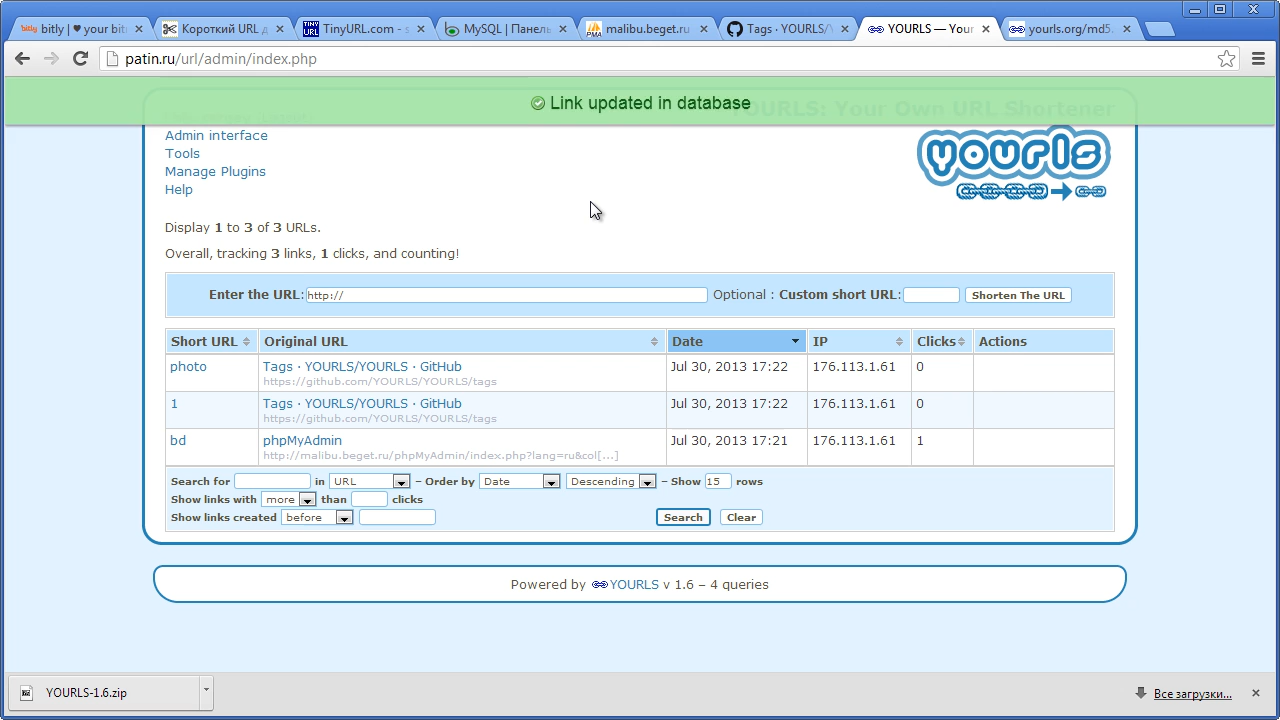 bitly | ♥ your bitl
Короткий URL д
TinyURL.com - s
MySQL | Панель
malibu.beget.ru
Tags · YOURLS/Y
YOURLS — Your
yourls.org/md5.
patin.ru/url/admin/index.php
Link updated in database
YOURLS: Your Own URL Shortener
Admin interface
Tools
Manage Plugins
Help
yourls
Display 1 to 3 of 3 URLs.
Overall, tracking 3 links, 1 clicks, and counting!
Enter the URL: http:// Optional : Custom short URL: Shorten The URL
Short URL Original URL Date IP Clicks Actions
photo Tags · YOURLS/YOURLS · GitHub Jul 30, 2013 17:22 176.113.1.61 0
https://github.com/YOURLS/YOURLS/tags
1 Tags · YOURLS/YOURLS · GitHub Jul 30, 2013 17:22 176.113.1.61 0
https://github.com/YOURLS/YOURLS/tags
bd phpMyAdmin Jul 30, 2013 17:21 176.113.1.61 1
http://malibu.beget.ru/phpMyAdmin/index.php?lang=ru&col[...]
Search for in URL – Order by Date Descending – Show 15 rows
Show links with more than clicks
Show links created before Search Clear
Powered by YOURLS v 1.6 – 4 queries
YOURLS-1.6.zip
Все загрузки...